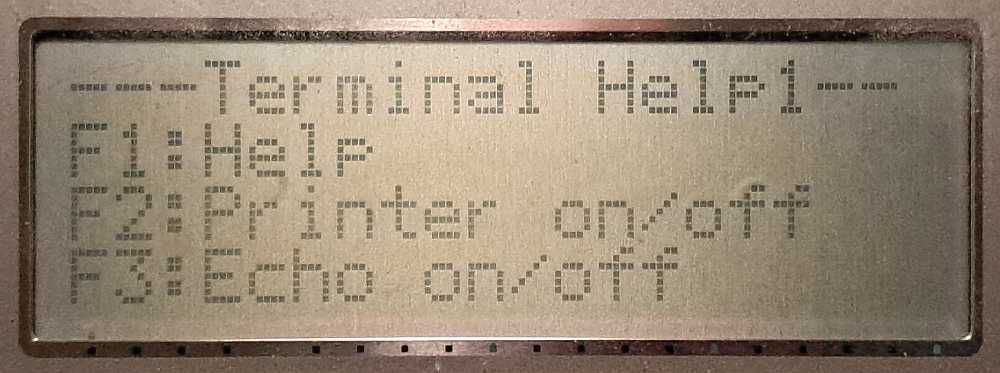 ---Terminal Help1--
F1:Help
F2:Printer on/off
F3:Echo on/off